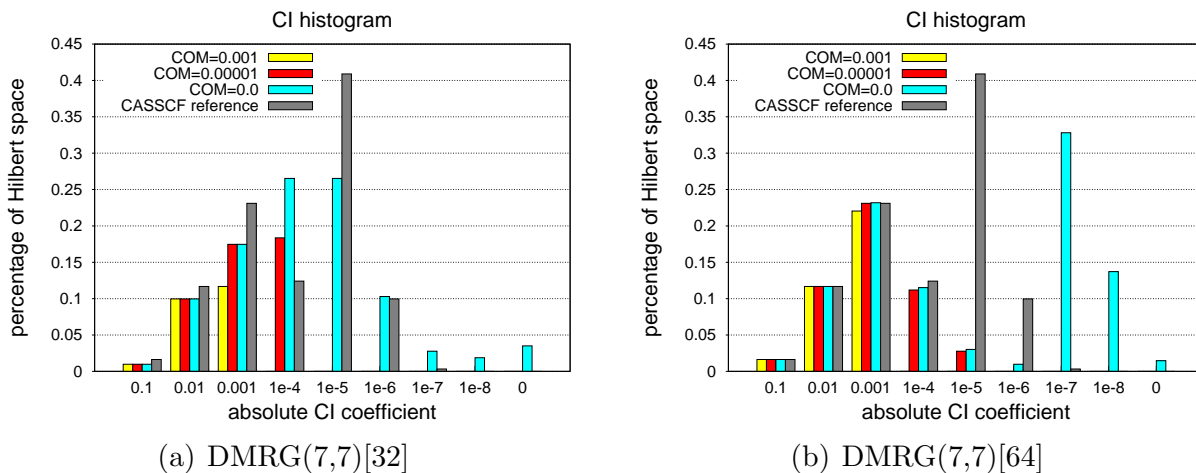 CI histogram
COM=0.001
COM=0.00001
COM=0.0
CASSCF reference
percentage of Hilbert space
0.45
0.4
0.35
0.3
0.25
0.2
0.15
0.1
0.05
0
0.1 0.01 0.001 1e-4 1e-5 1e-6 1e-7 1e-8 0
absolute CI coefficient
(a) DMRG(7,7)[32]
CI histogram
COM=0.001
COM=0.00001
COM=0.0
CASSCF reference
percentage of Hilbert space
0.45
0.4
0.35
0.3
0.25
0.2
0.15
0.1
0.05
0
0.1 0.01 0.001 1e-4 1e-5 1e-6 1e-7 1e-8 0
absolute CI coefficient
(b) DMRG(7,7)[64]